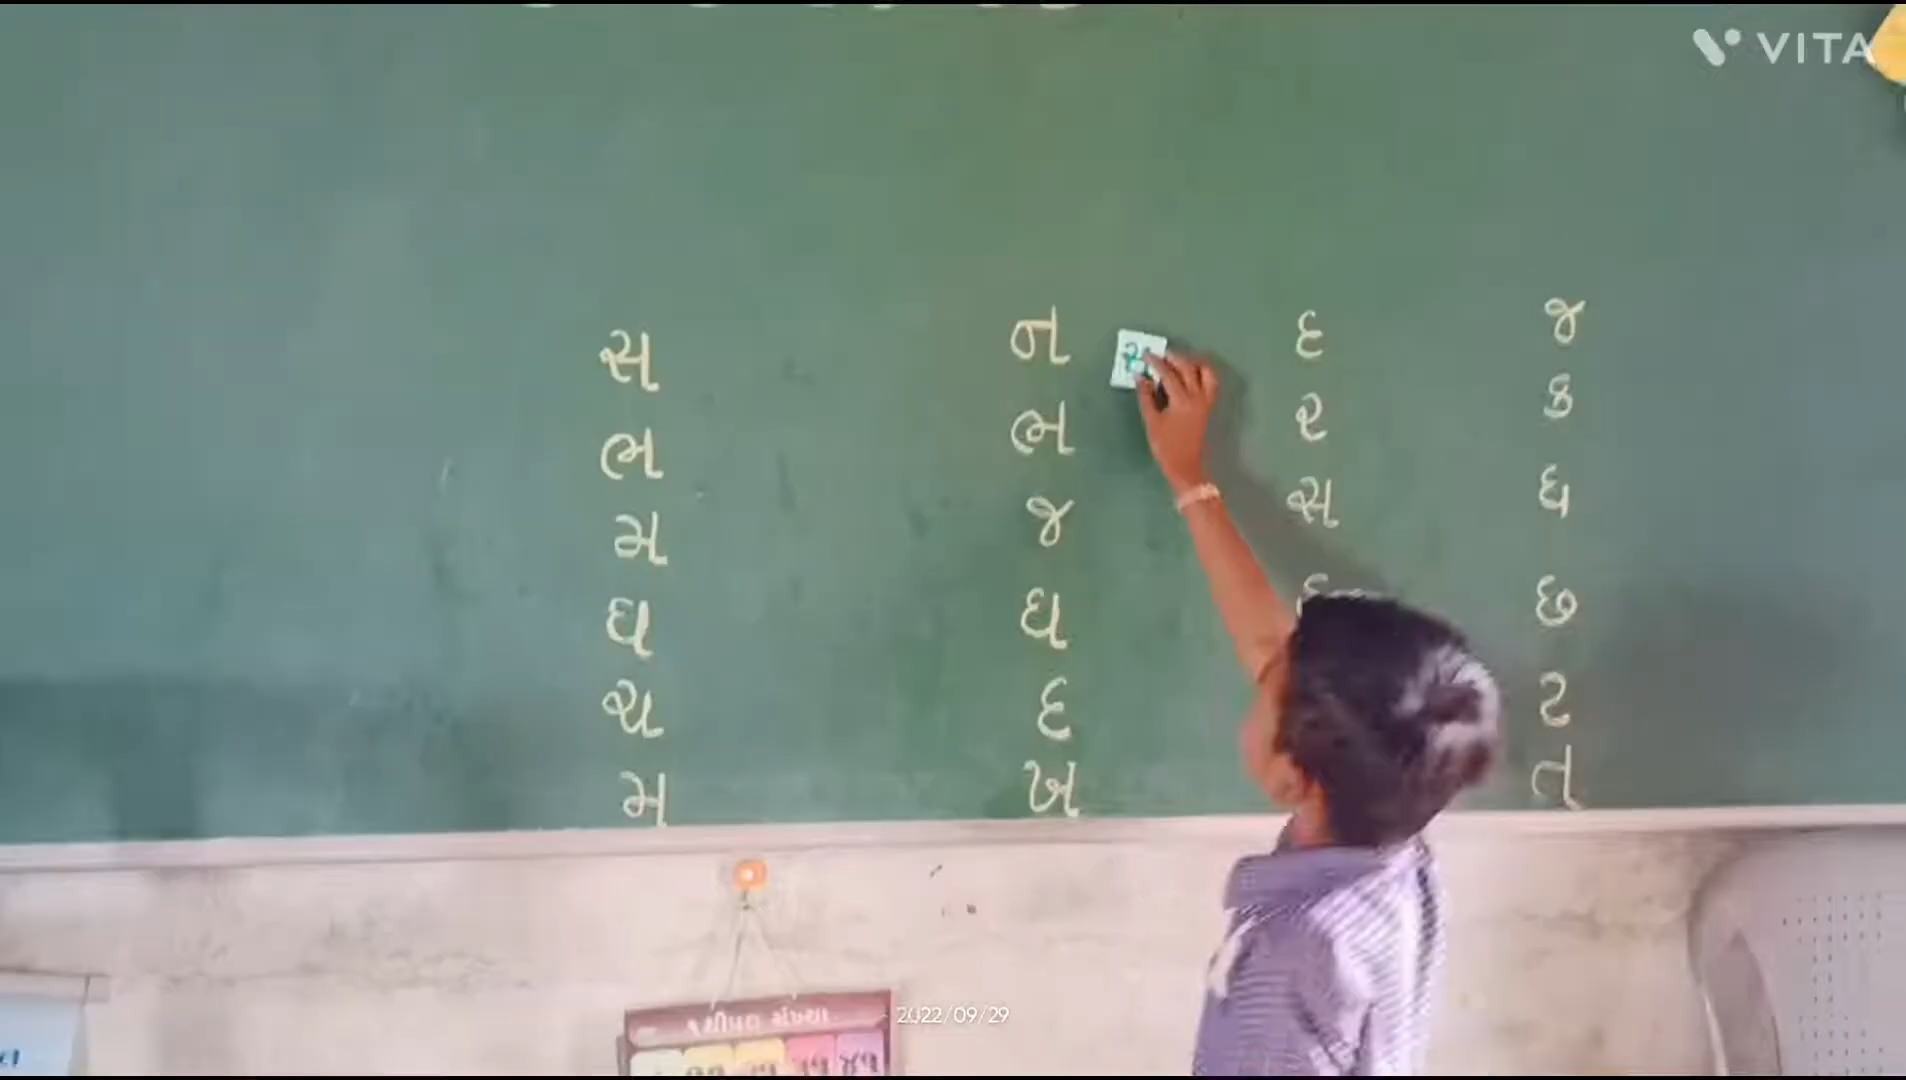 VITA
સ ન દ જ
ભ ભ ર ક
મ જ સ ધ
ઘ ઘ છ
ચ દ ટ
મ ખ ત
2022/09/29